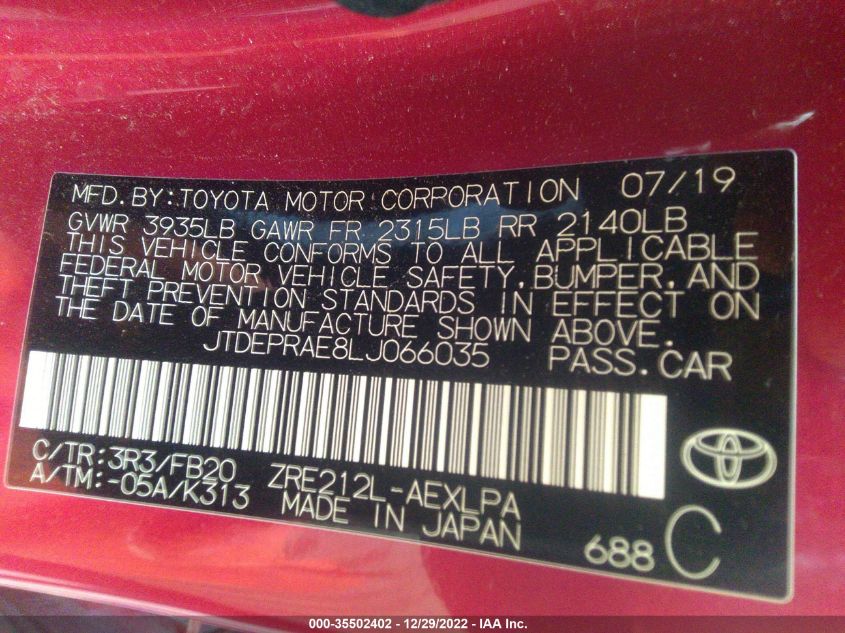 MFD. BY: TOYOTA MOTOR CORPORATION 07/19
GVWR 3935LB GAWR FR 2315LB RR 2140LB
THIS VEHICLE CONFORMS TO ALL APPLICABLE
FEDERAL MOTOR VEHICLE SAFETY, BUMPER, AND
THEFT PREVENTION STANDARDS IN EFFECT ON
THE DATE OF MANUFACTURE SHOWN ABOVE.
JTDEPRAE8LJ066035 PASS. CAR
C/TR: 3R3/FB20 ZRE212L-AEXLPA
A/TM: -05A/K313 MADE IN JAPAN
688 C
000-35502402 - 12/29/2022 - IAA Inc.